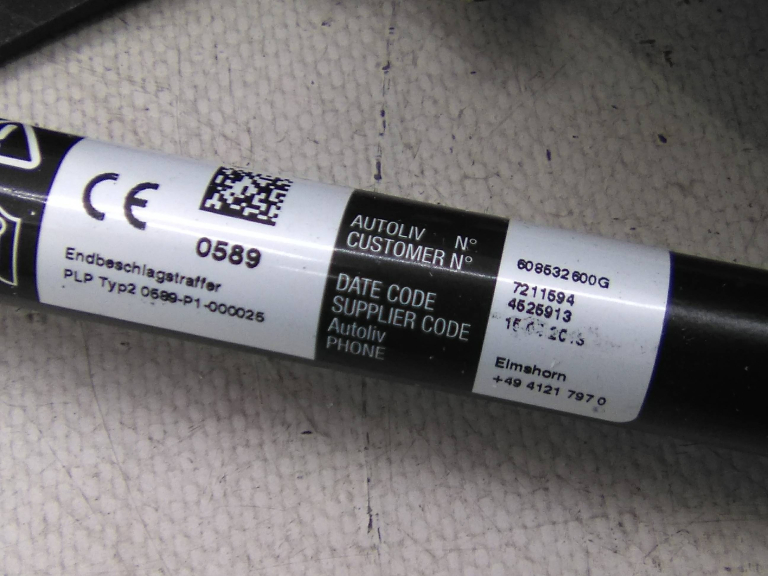 CE
0589
Endbeschlagstraffer
PLP Typ2 0589-P1-000025
AUTOLIV N°
CUSTOMER N°
DATE CODE
SUPPLIER CODE
Autoliv
PHONE
608532600G
7211594
4525913
Elmshorn
+49 4121 797 0